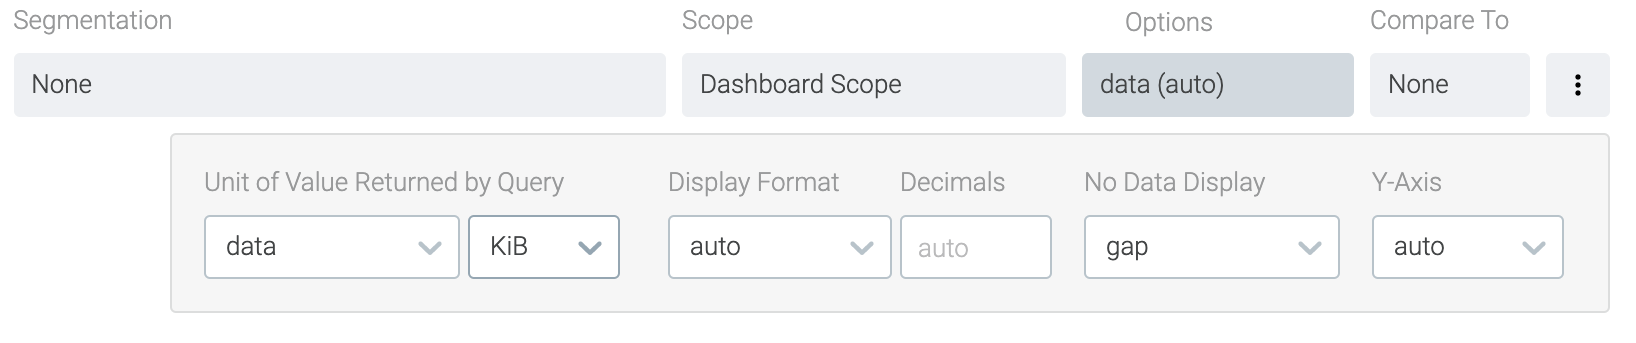 Segmentation Scope Options Compare To
None Dashboard Scope data (auto) None
Unit of Value Returned by Query Display Format Decimals No Data Display Y-Axis
data KiB auto auto gap auto